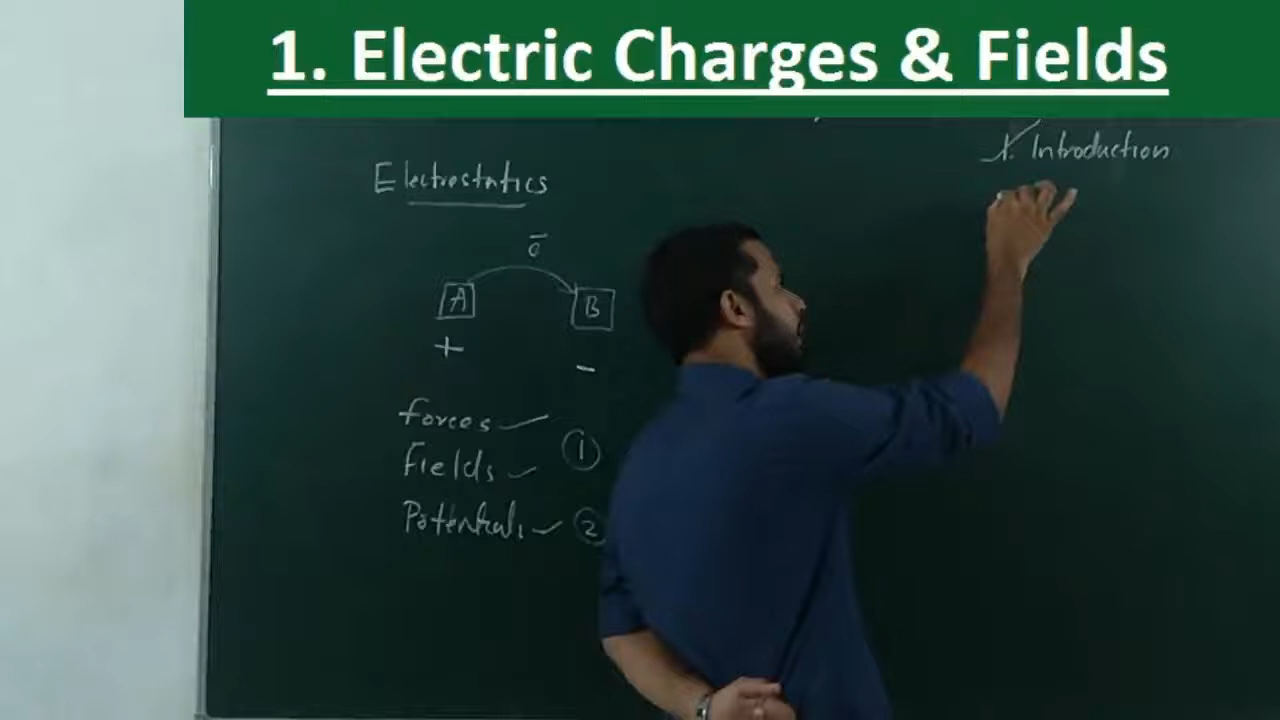 1. Electric Charges & Fields
1. Introduction
Electrostatics
e̅
A B
+ -
Forces
Fields 1
Potentials 2